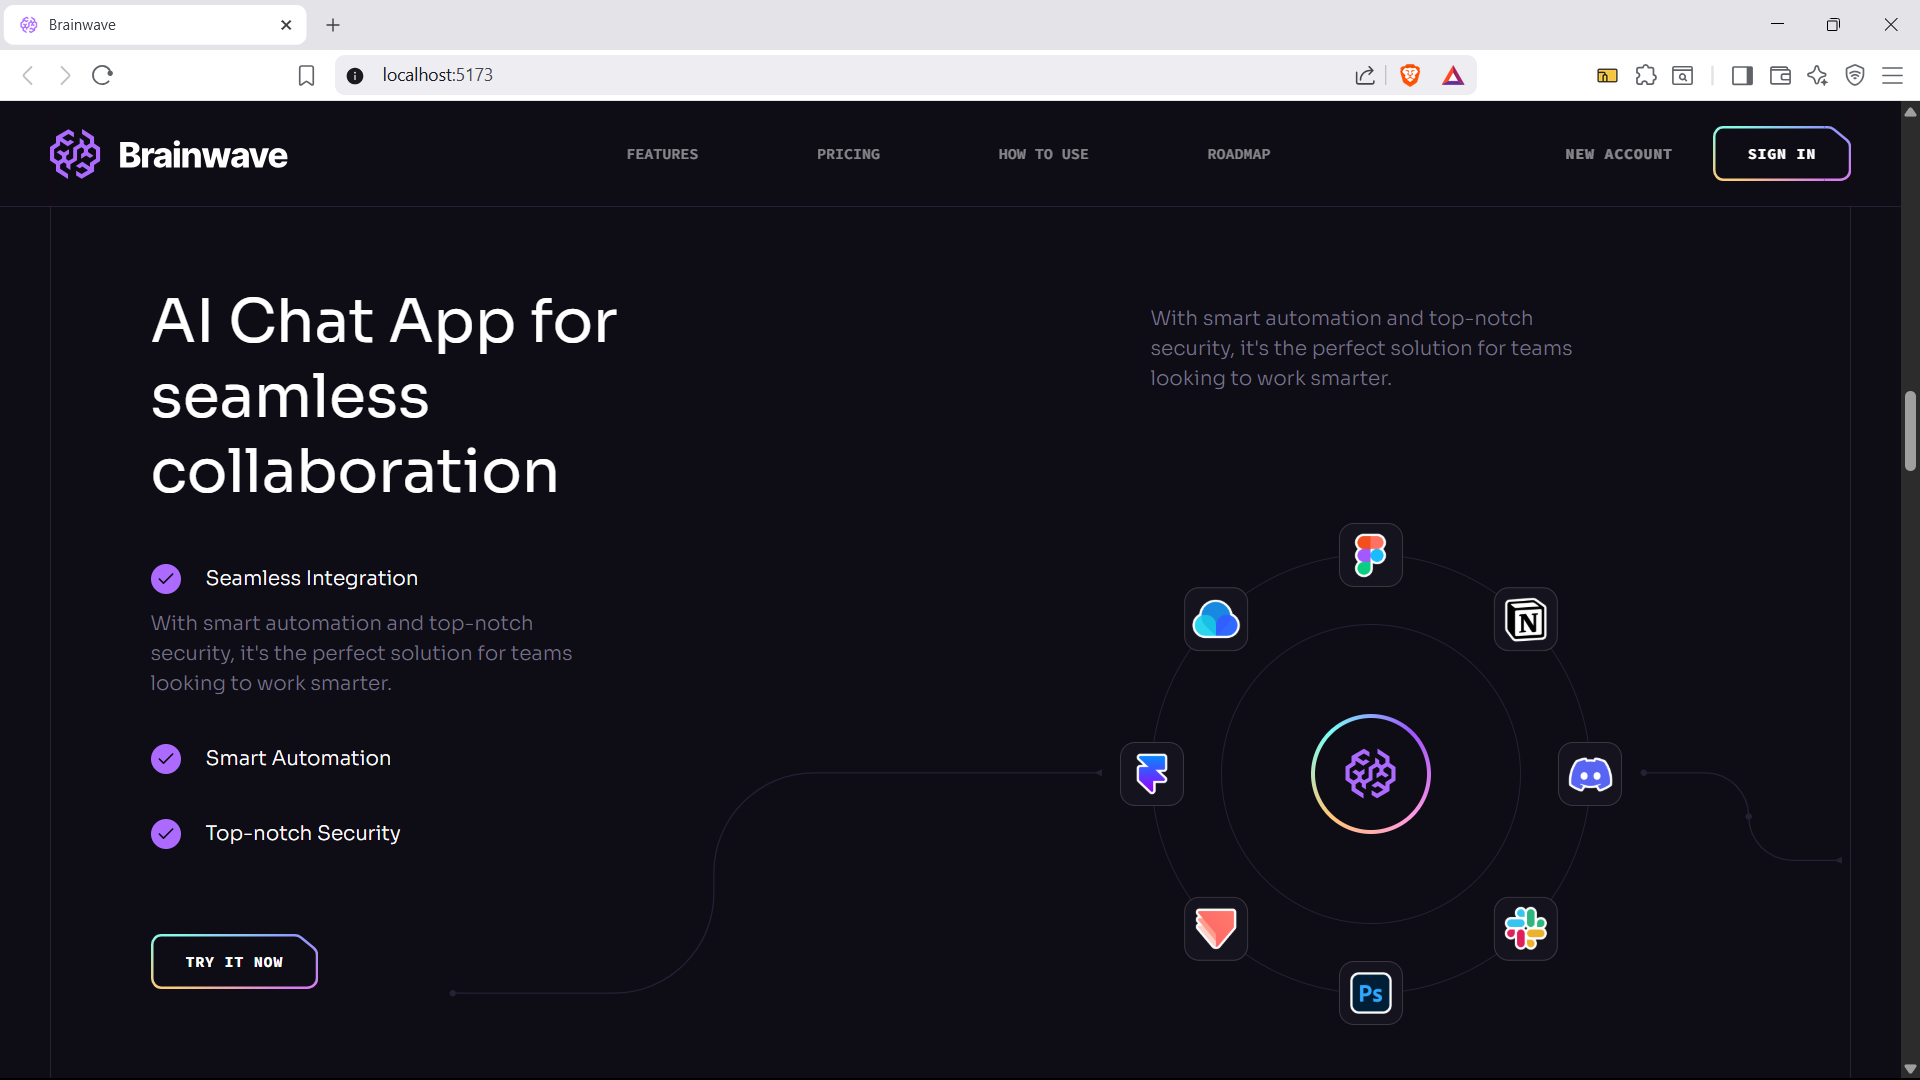 Brainwave
localhost:5173
Brainwave
FEATURES
PRICING
HOW TO USE
ROADMAP
NEW ACCOUNT
SIGN IN
AI Chat App for
seamless
collaboration
Seamless Integration
With smart automation and top-notch
security, it's the perfect solution for teams
looking to work smarter.
Smart Automation
Top-notch Security
TRY IT NOW
With smart automation and top-notch
security, it's the perfect solution for teams
looking to work smarter.
N
Ps